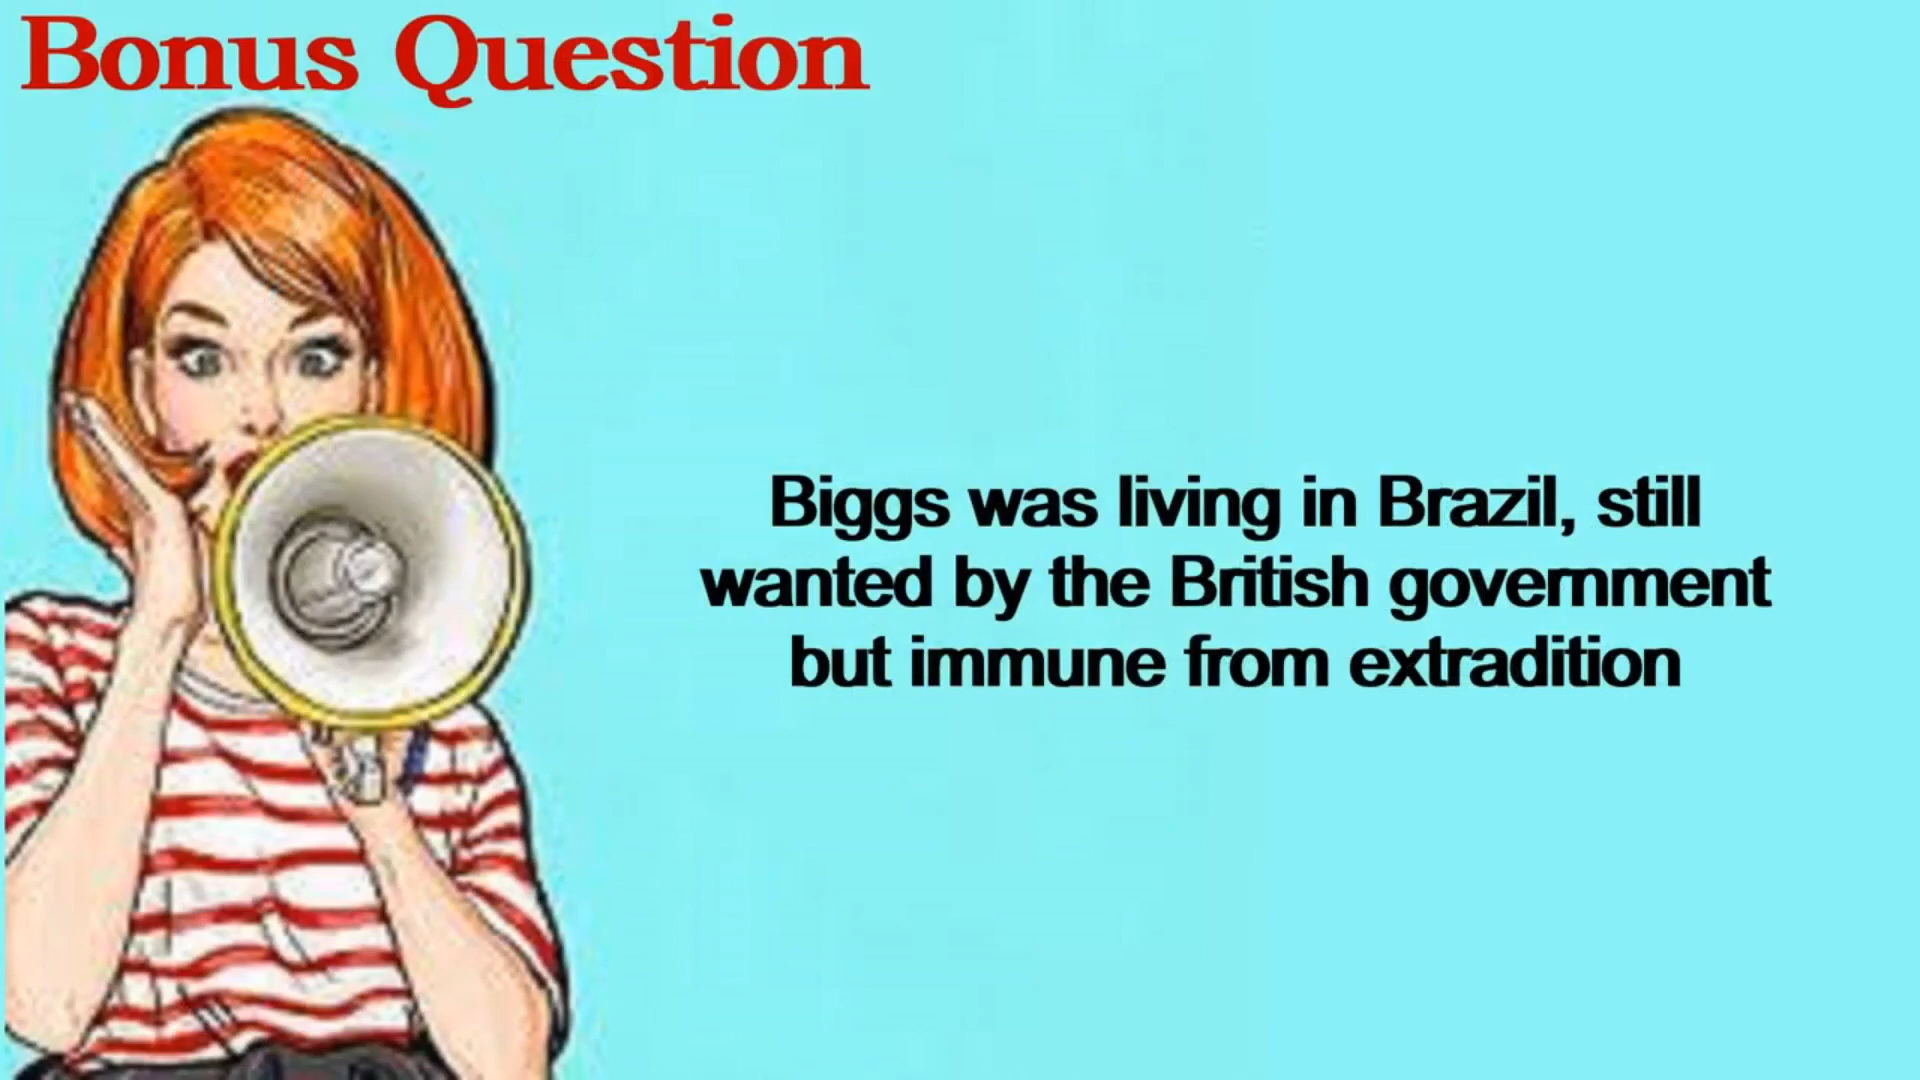 Bonus Question
Biggs was living in Brazil, still
wanted by the British government
but immune from extradition